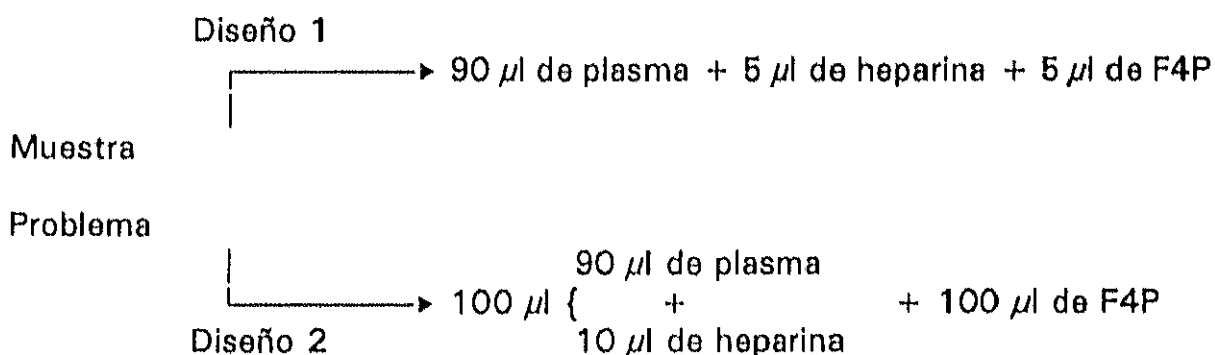 Diseño 1
90 µl de plasma + 5 µl de heparina + 5 µl de F4P
Muestra
Problema
90 µl de plasma
100 µl { + + 100 µl de F4P
Diseño 2 10 µl de heparina